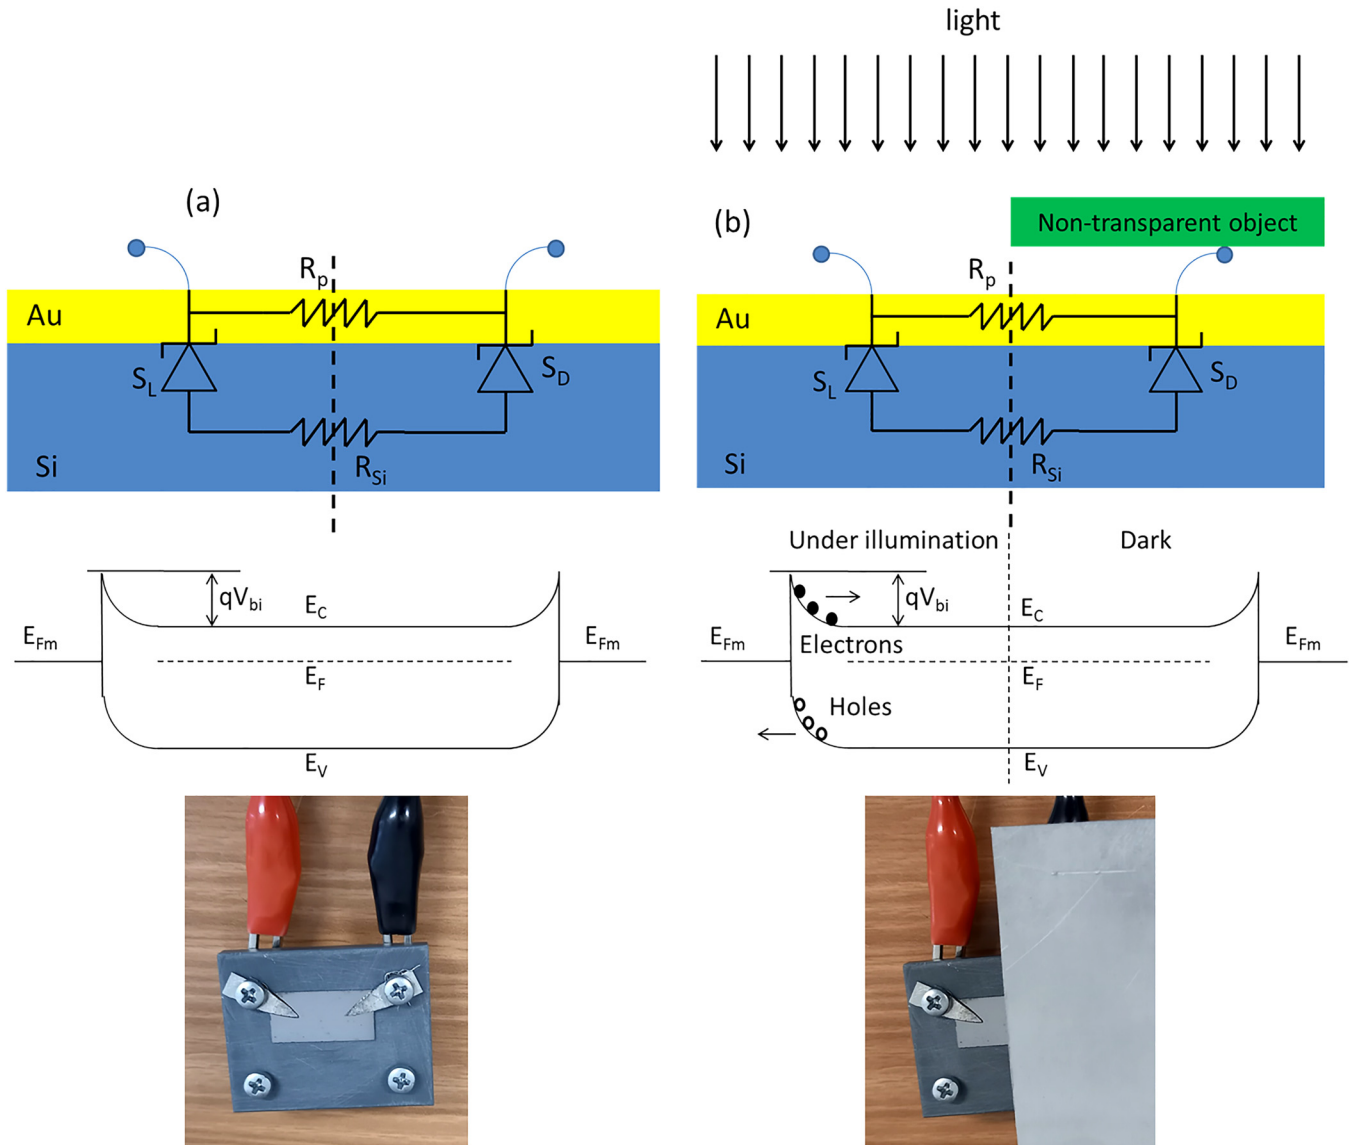 light
(a)
(b)
Non-transparent object
R_p
Au
S_L
S_D
Si
R_Si
R_p
Au
S_L
S_D
Si
R_Si
Under illumination
Dark
qV_bi
E_C
E_Fm
E_Fm
E_F
E_V
qV_bi
E_C
E_Fm
Electrons
E_Fm
E_F
Holes
E_V